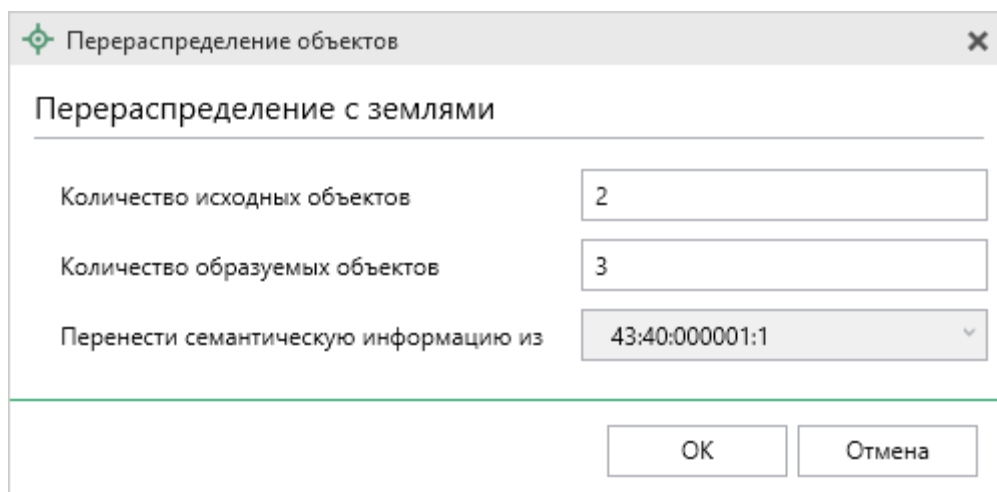 Перераспределение объектов
Перераспределение с землями
Количество исходных объектов 2
Количество образуемых объектов 3
Перенести семантическую информацию из 43:40:000001:1
ОК Отмена